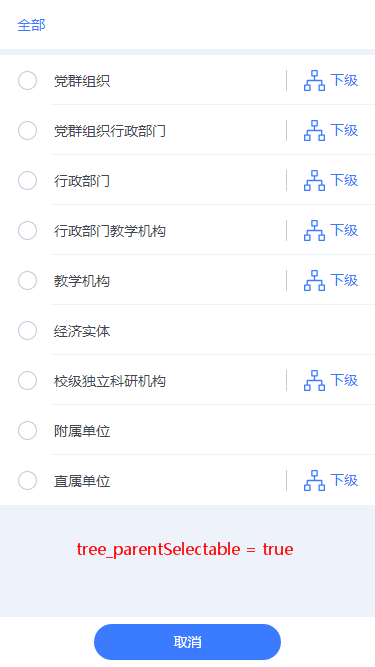 全部
党群组织 下级
党群组织行政部门 下级
行政部门 下级
行政部门教学机构 下级
教学机构 下级
经济实体
校级独立科研机构 下级
附属单位
直属单位 下级
tree_parentSelectable = true
取消